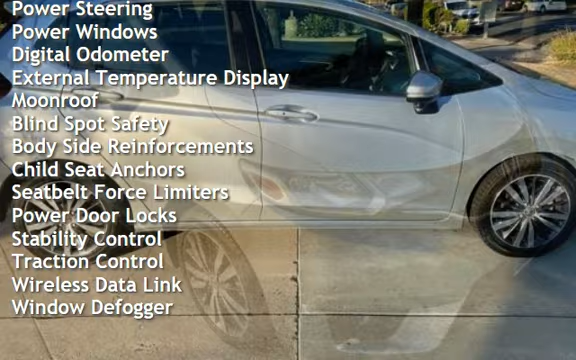 Power Steering
Power Windows
Digital Odometer
External Temperature Display
Moonroof
Blind Spot Safety
Body Side Reinforcements
Child Seat Anchors
Seatbelt Force Limiters
Power Door Locks
Stability Control
Traction Control
Wireless Data Link
Window Defogger